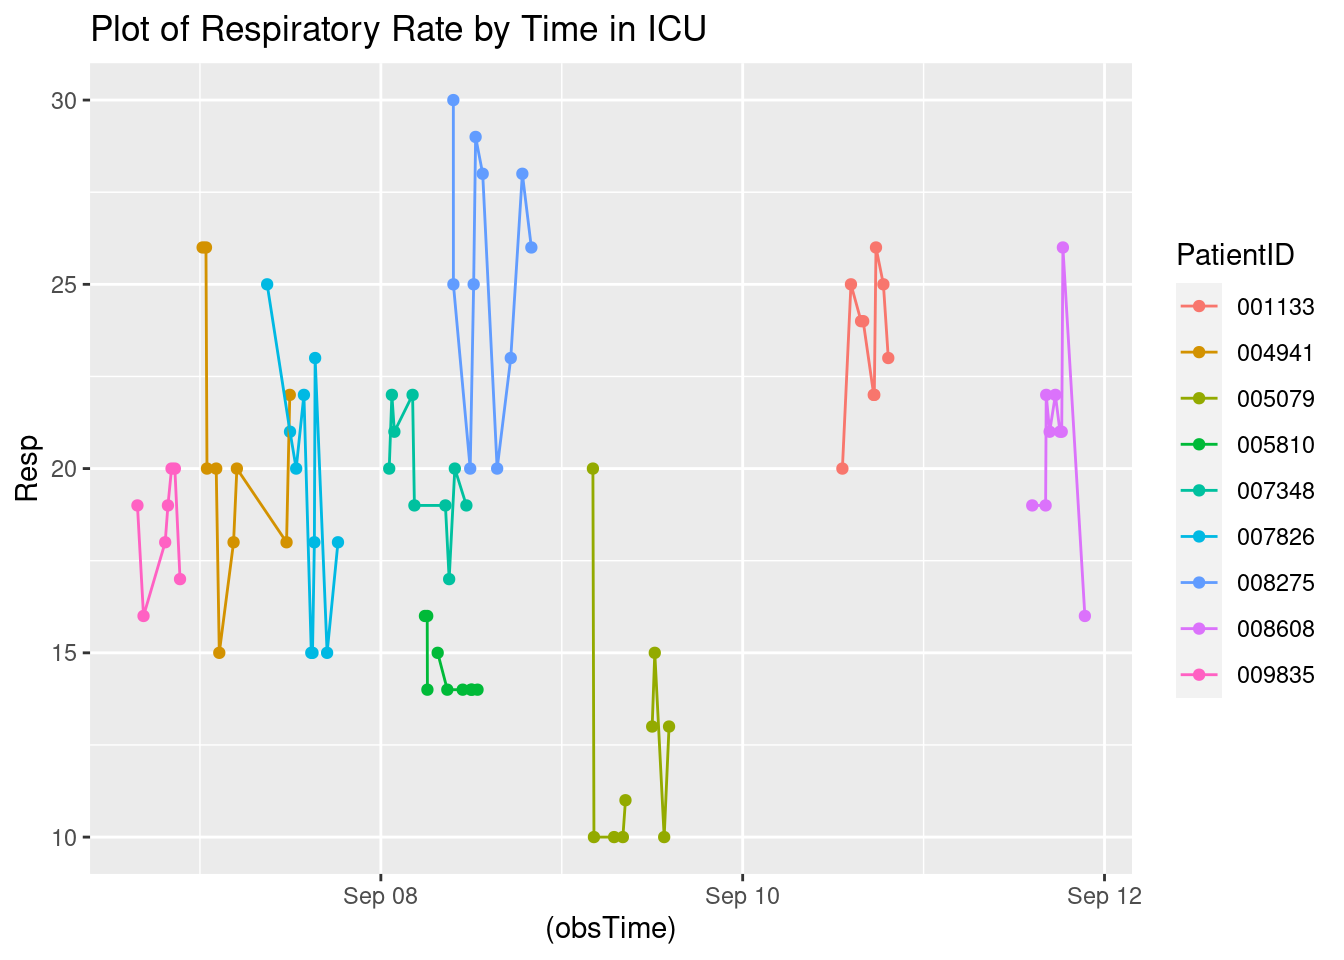 Plot of Respiratory Rate by Time in ICU
30
25
20
15
10
Resp
Sep 08
Sep 10
Sep 12
(obsTime)
PatientID
001133
004941
005079
005810
007348
007826
008275
008608
009835